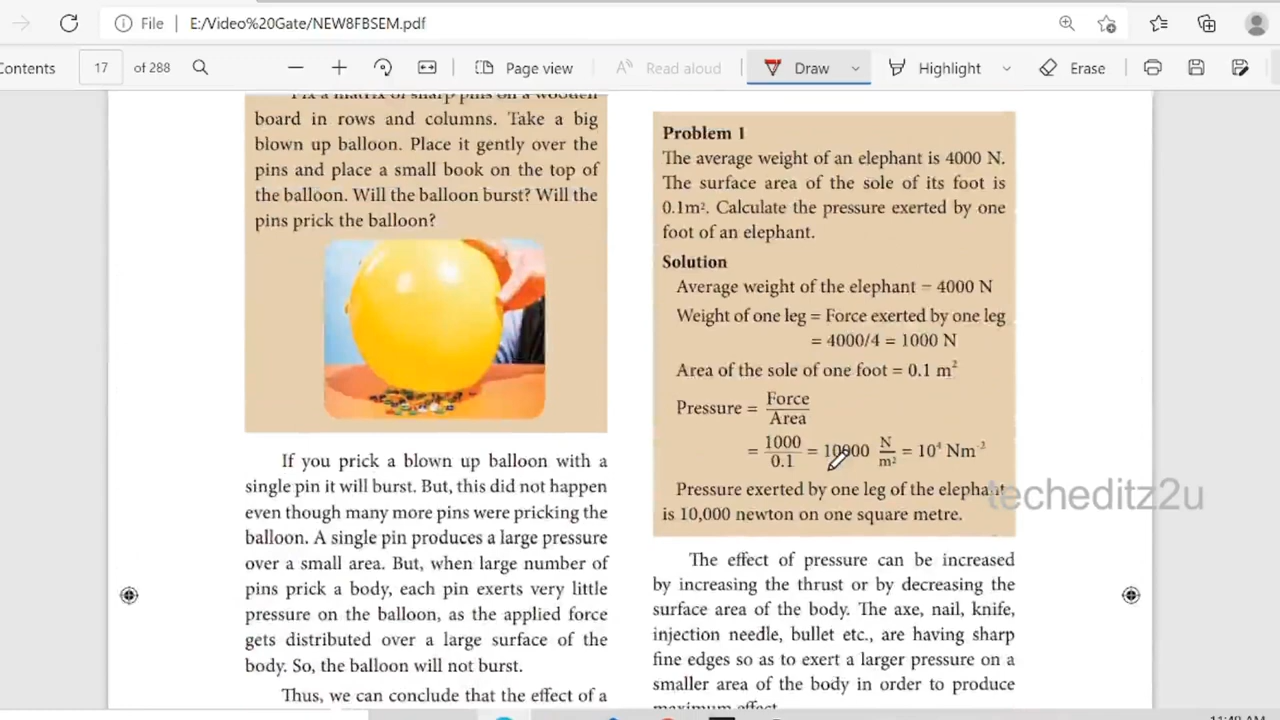 File
E:/Video%20Gate/NEW8FBSEM.pdf
Contents
17
of 288
Page view
Read aloud
Draw
Highlight
Erase
Fix a matrix of sharp pins on a wooden
board in rows and columns. Take a big
blown up balloon. Place it gently over the
pins and place a small book on the top of
the balloon. Will the balloon burst? Will the
pins prick the balloon?
If you prick a blown up balloon with a
single pin it will burst. But, this did not happen
even though many more pins were pricking the
balloon. A single pin produces a large pressure
over a small area. But, when large number of
pins prick a body, each pin exerts very little
pressure on the balloon, as the applied force
gets distributed over a large surface of the
body. So, the balloon will not burst.
Thus, we can conclude that the effect of a
Problem 1
The average weight of an elephant is 4000 N.
The surface area of the sole of its foot is
0.1m². Calculate the pressure exerted by one
foot of an elephant.
Solution
Average weight of the elephant = 4000 N
Weight of one leg = Force exerted by one leg
= 4000/4 = 1000 N
Area of the sole of one foot = 0.1 m²
Pressure = Force/Area
= 1000/0.1 = 10000 N/m² = 10⁴ Nm⁻²
Pressure exerted by one leg of the elephant
is 10,000 newton on one square metre.
techeditz2u
The effect of pressure can be increased
by increasing the thrust or by decreasing the
surface area of the body. The axe, nail, knife,
injection needle, bullet etc., are having sharp
fine edges so as to exert a larger pressure on a
smaller area of the body in order to produce
maximum effect.